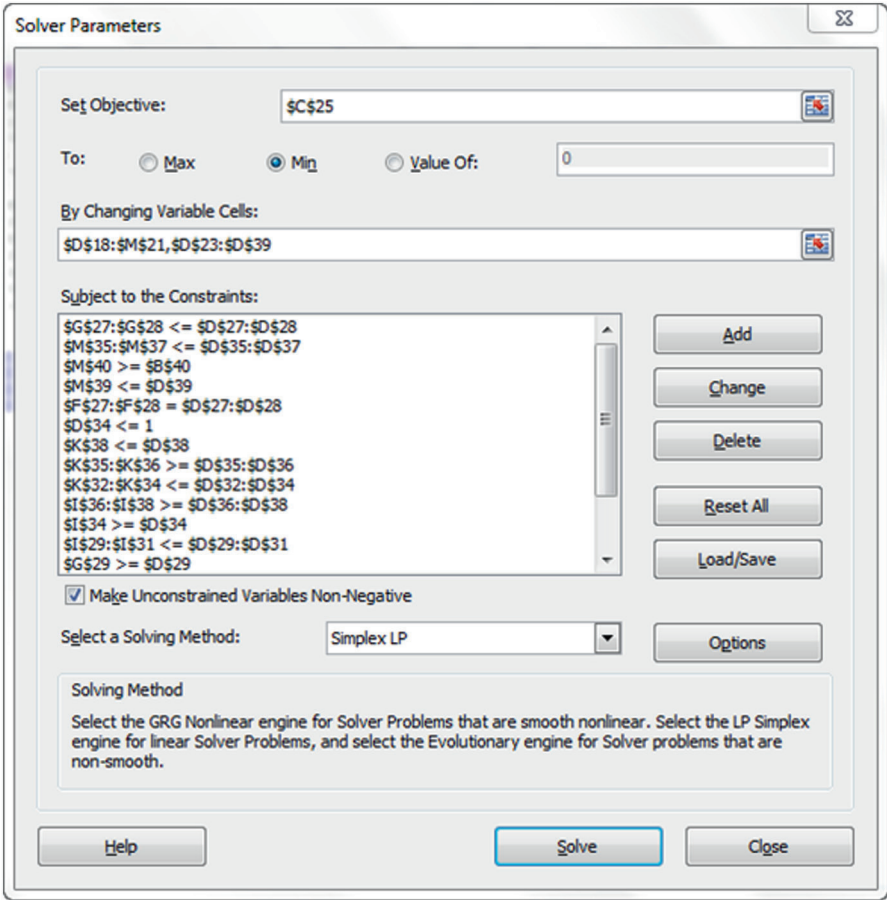 Solver Parameters
Set Objective:
$C$25
To:
Max
Min
Value Of:
0
By Changing Variable Cells:
$D$18:$M$21,$D$23:$D$39
Subject to the Constraints:
$G$27:$G$28 <= $D$27:$D$28
$M$35:$M$37 <= $D$35:$D$37
$M$40 >= $B$40
$M$39 <= $D$39
$F$27:$F$28 = $D$27:$D$28
$D$34 <= 1
$K$38 <= $D$38
$K$35:$K$36 >= $D$35:$D$36
$K$32:$K$34 <= $D$32:$D$34
$I$36:$I$38 >= $D$36:$D$38
$I$34 >= $D$34
$I$29:$I$31 <= $D$29:$D$31
$G$29 >= $D$29
Add
Change
Delete
Reset All
Load/Save
Make Unconstrained Variables Non-Negative
Select a Solving Method:
Simplex LP
Options
Solving Method
Select the GRG Nonlinear engine for Solver Problems that are smooth nonlinear. Select the LP Simplex
engine for linear Solver Problems, and select the Evolutionary engine for Solver problems that are
non-smooth.
Help
Solve
Close